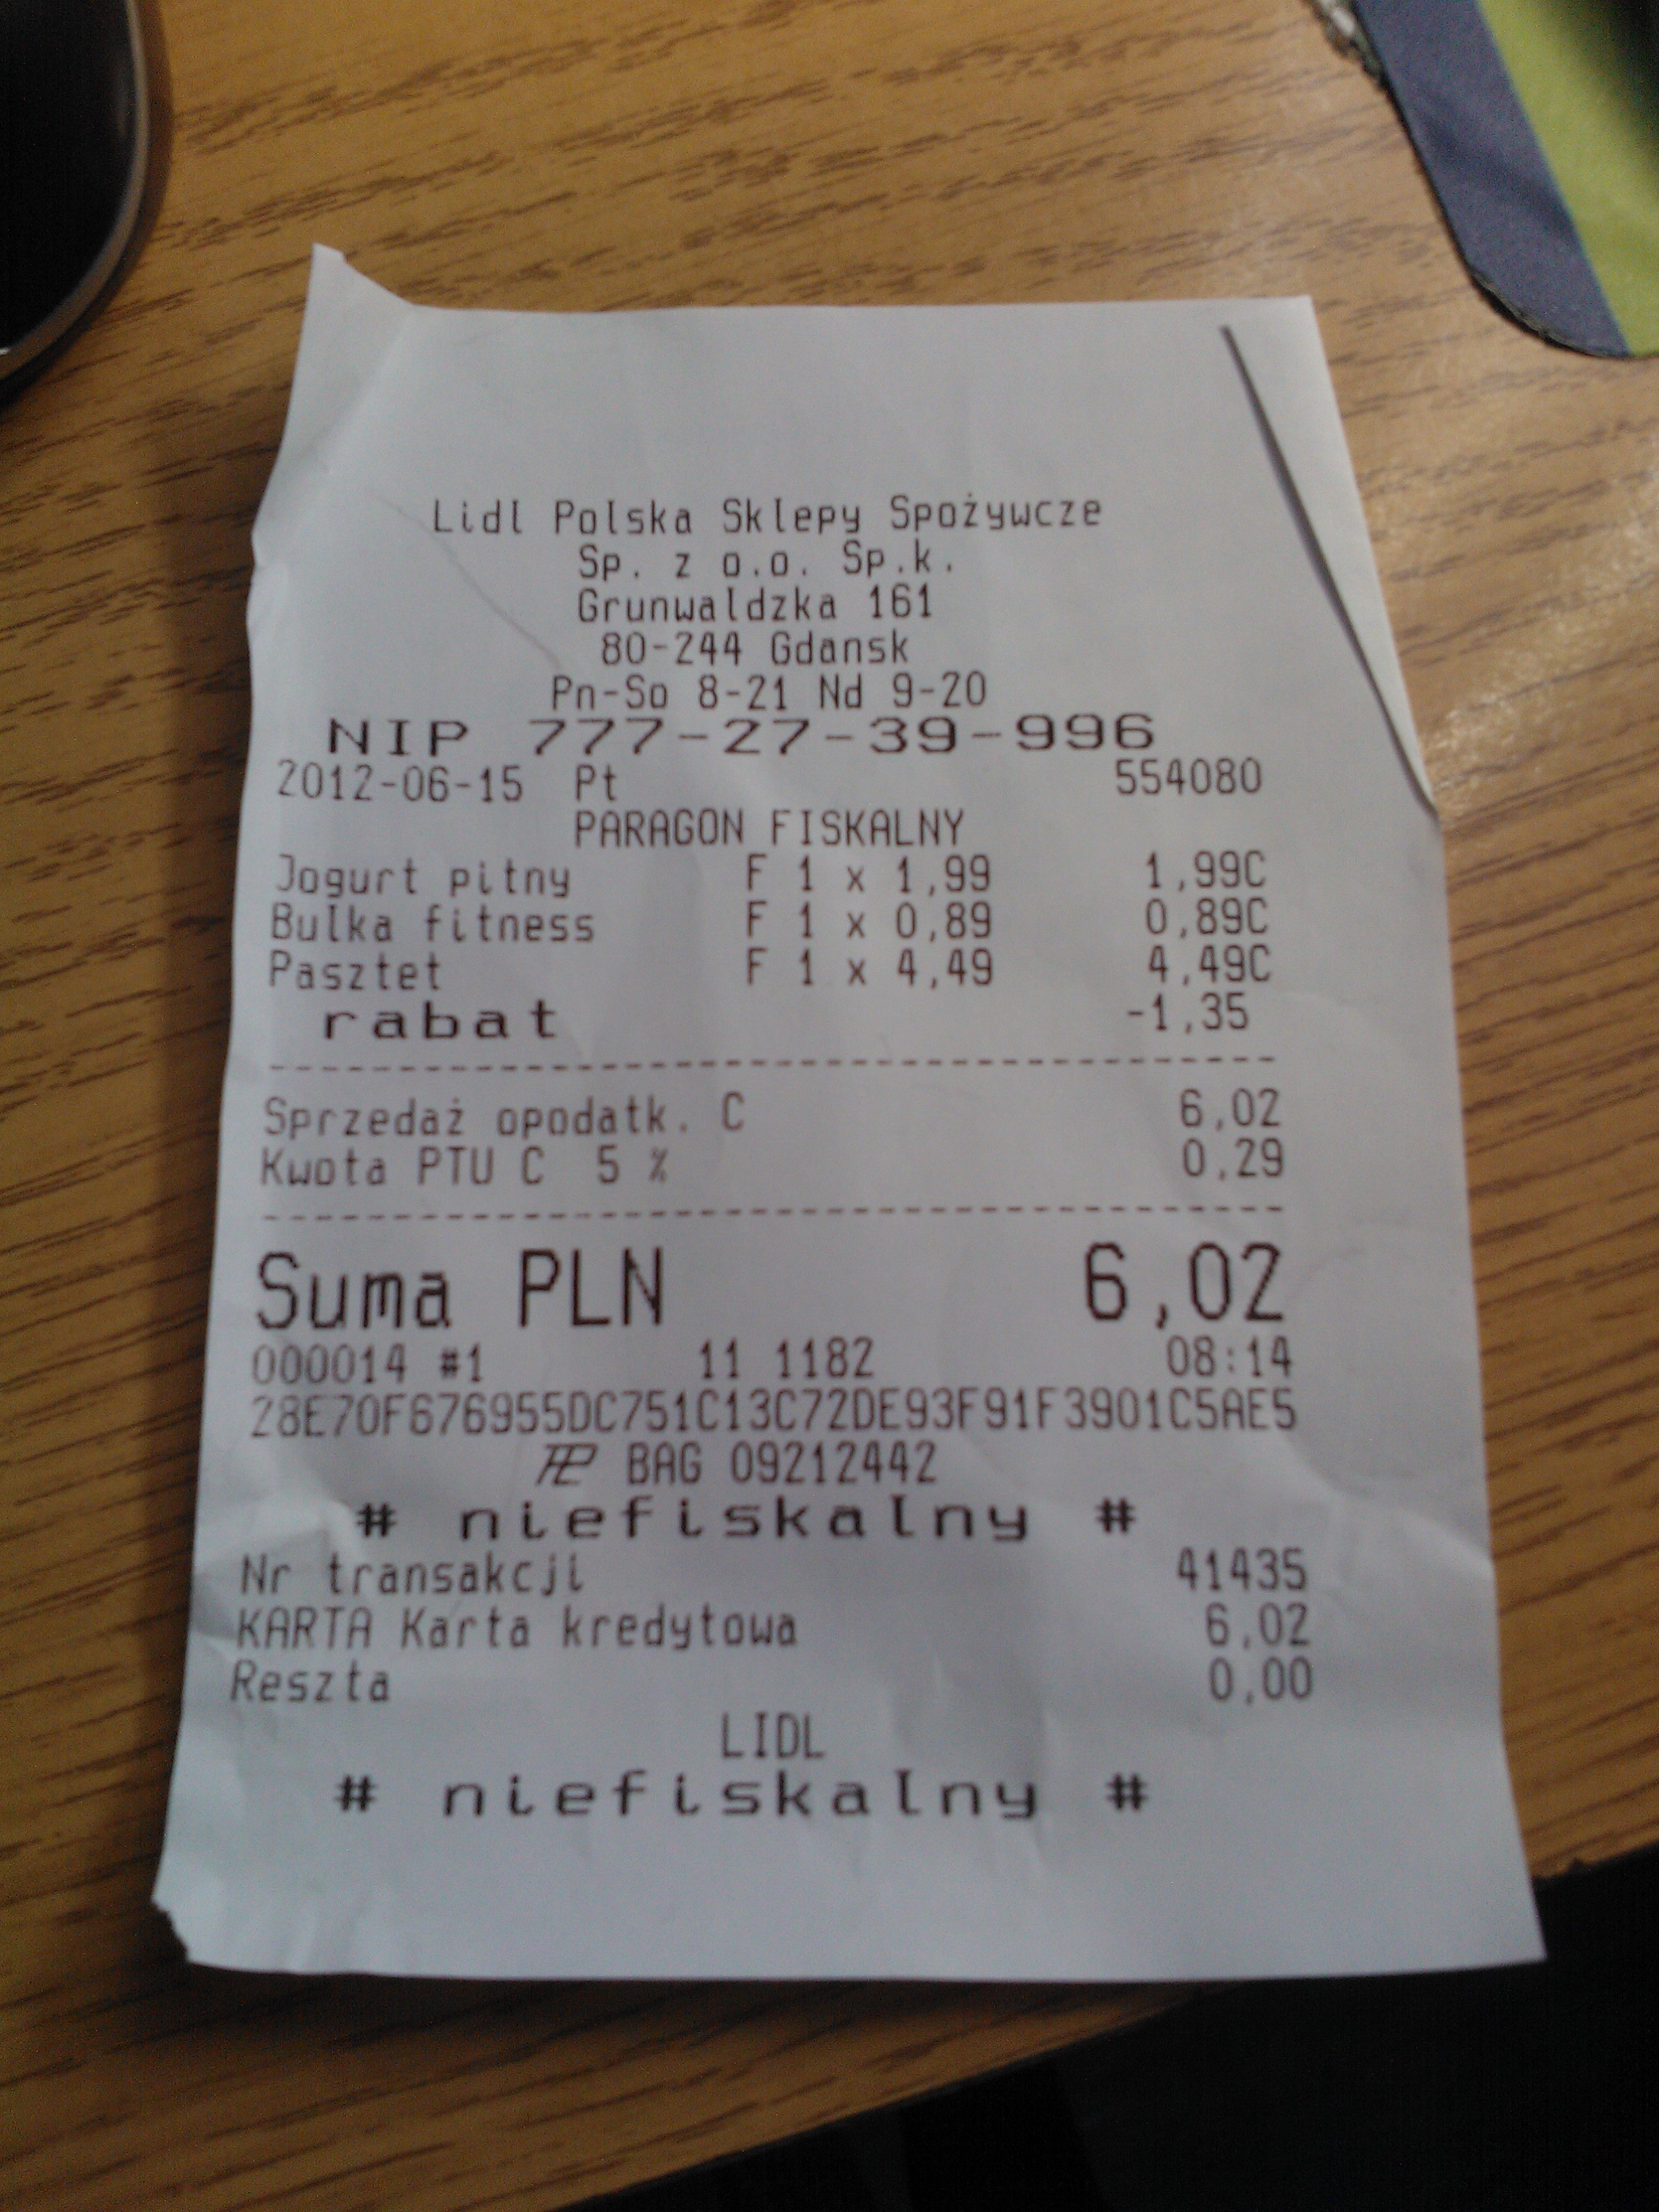 Lidl Polska Sklepy Spożywcze
Sp. z o.o. Sp.k.
Grunwaldzka 161
80-244 Gdansk
Pn-So 8-21 Nd 9-20
NIP 777-27-39-996
2012-06-15 Pt 554080
PARAGON FISKALNY
Jogurt pitny F 1 x 1,99 1,99C
Bulka fitness F 1 x 0,89 0,89C
Pasztet F 1 x 4,49 4,49C
rabat -1,35
Sprzedaż opodatk. C 6,02
Kwota PTU C 5 % 0,29
Suma PLN 6,02
000014 #1 11 1182 08:14
28E70F676955DC751C13C72DE93F91F3901C5AE5
BAG 09212442
# niefiskalny #
Nr transakcji 41435
KARTA Karta kredytowa 6,02
Reszta 0,00
LIDL
# niefiskalny #